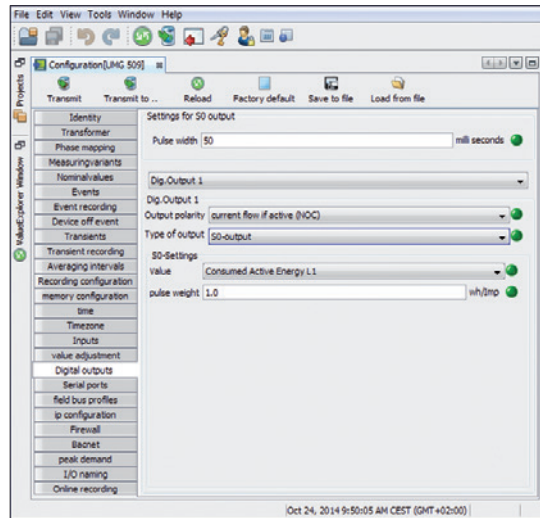 File Edit View Tools Window Help
Projects
ValueExplorer Window
Configuration[UMG 509]
Transmit
Transmit to ..
Reload
Factory default
Save to file
Load from file
Identity
Transformer
Phase mapping
Measuringvariants
Nominalvalues
Events
Event recording
Device off event
Transients
Transient recording
Averaging intervals
Recording configuration
memory configuration
time
Timezone
Inputs
value adjustment
Digital outputs
Serial ports
field bus profiles
ip configuration
Firewall
Bacnet
peak demand
I/O naming
Online recording
Settings for S0 output
Pulse width 50 milli seconds
Dig.Output 1
Dig.Output 1
Output polarity current flow if active (NOC)
Type of output S0-output
S0-Settings
Value Consumed Active Energy L1
pulse weight 1.0 wh/Imp
Oct 24, 2014 9:50:05 AM CEST (GMT+02:00)